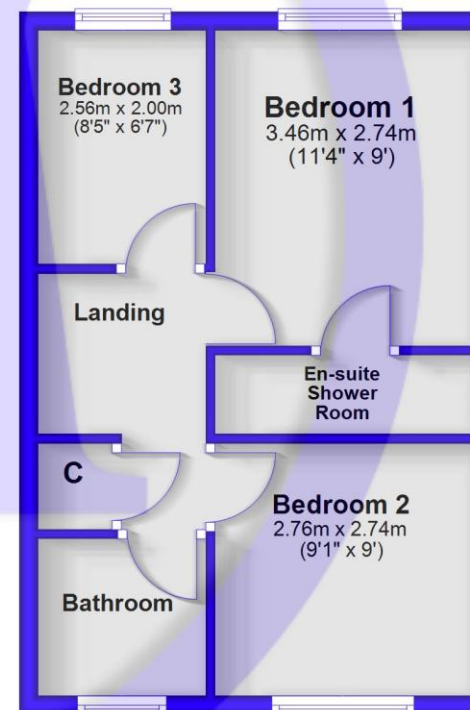 Bedroom 3
2.56m x 2.00m
(8'5" x 6'7")
Bedroom 1
3.46m x 2.74m
(11'4" x 9')
Landing
En-suite
Shower
Room
C
Bedroom 2
2.76m x 2.74m
(9'1" x 9')
Bathroom